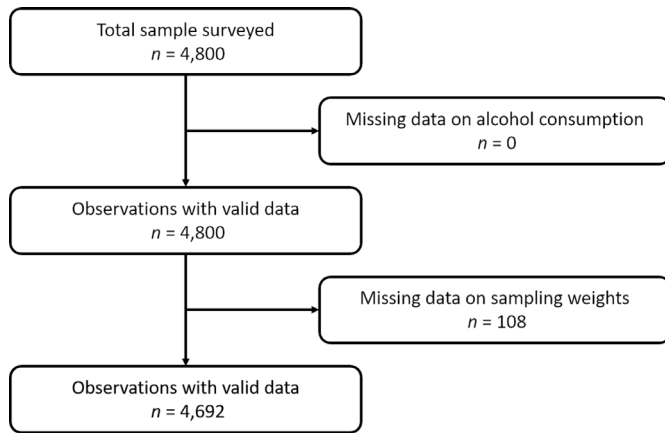 Total sample surveyed
n = 4,800
Missing data on alcohol consumption
n = 0
Observations with valid data
n = 4,800
Missing data on sampling weights
n = 108
Observations with valid data
n = 4,692